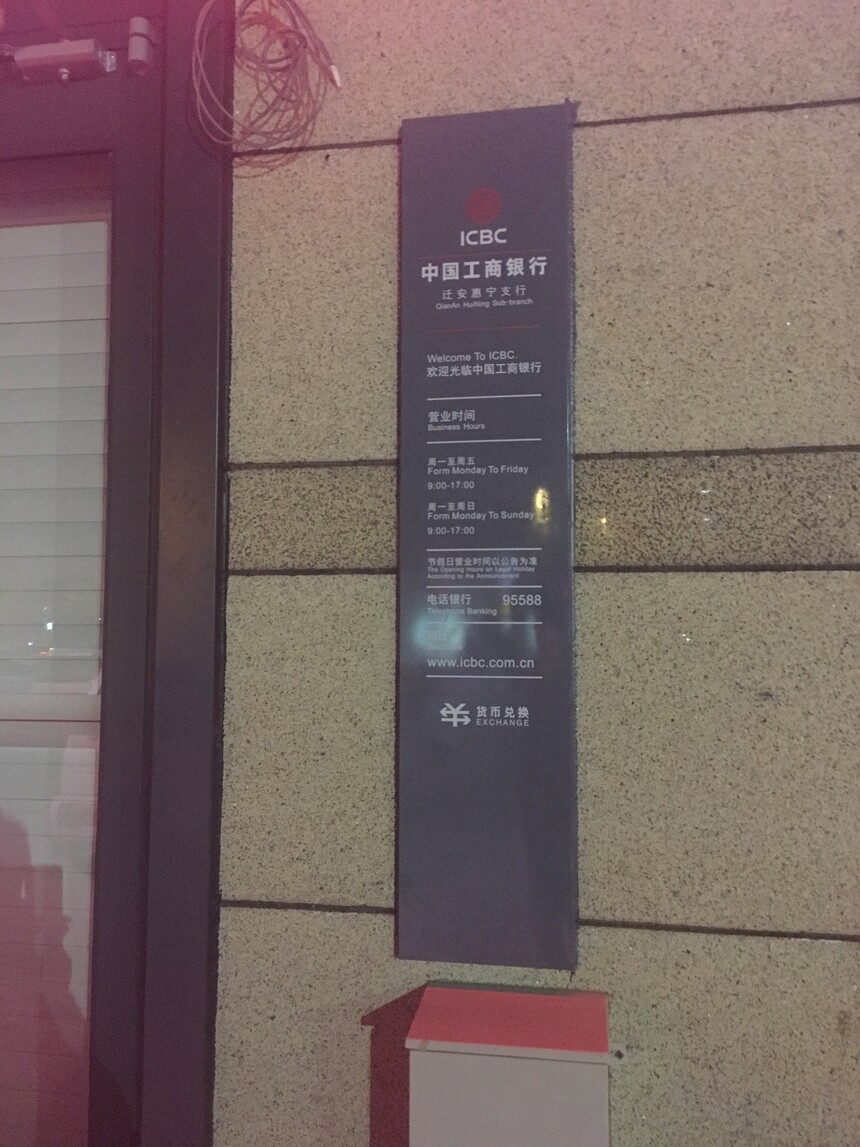 ICBC
中国工商银行
迁安惠宁支行
QianAn HuiNing Sub-branch
Welcome To ICBC.
欢迎光临中国工商银行
营业时间
Business Hours
周一至周五
Form Monday To Friday
9:00-17:00
周一至周日
Form Monday To Sunday
9:00-17:00
节假日营业时间以公告为准
The Opening Hours on Legal Holiday
According to the Announcement
电话银行 95588
Telephone Banking
网址
www.icbc.com.cn
货币兑换
EXCHANGE